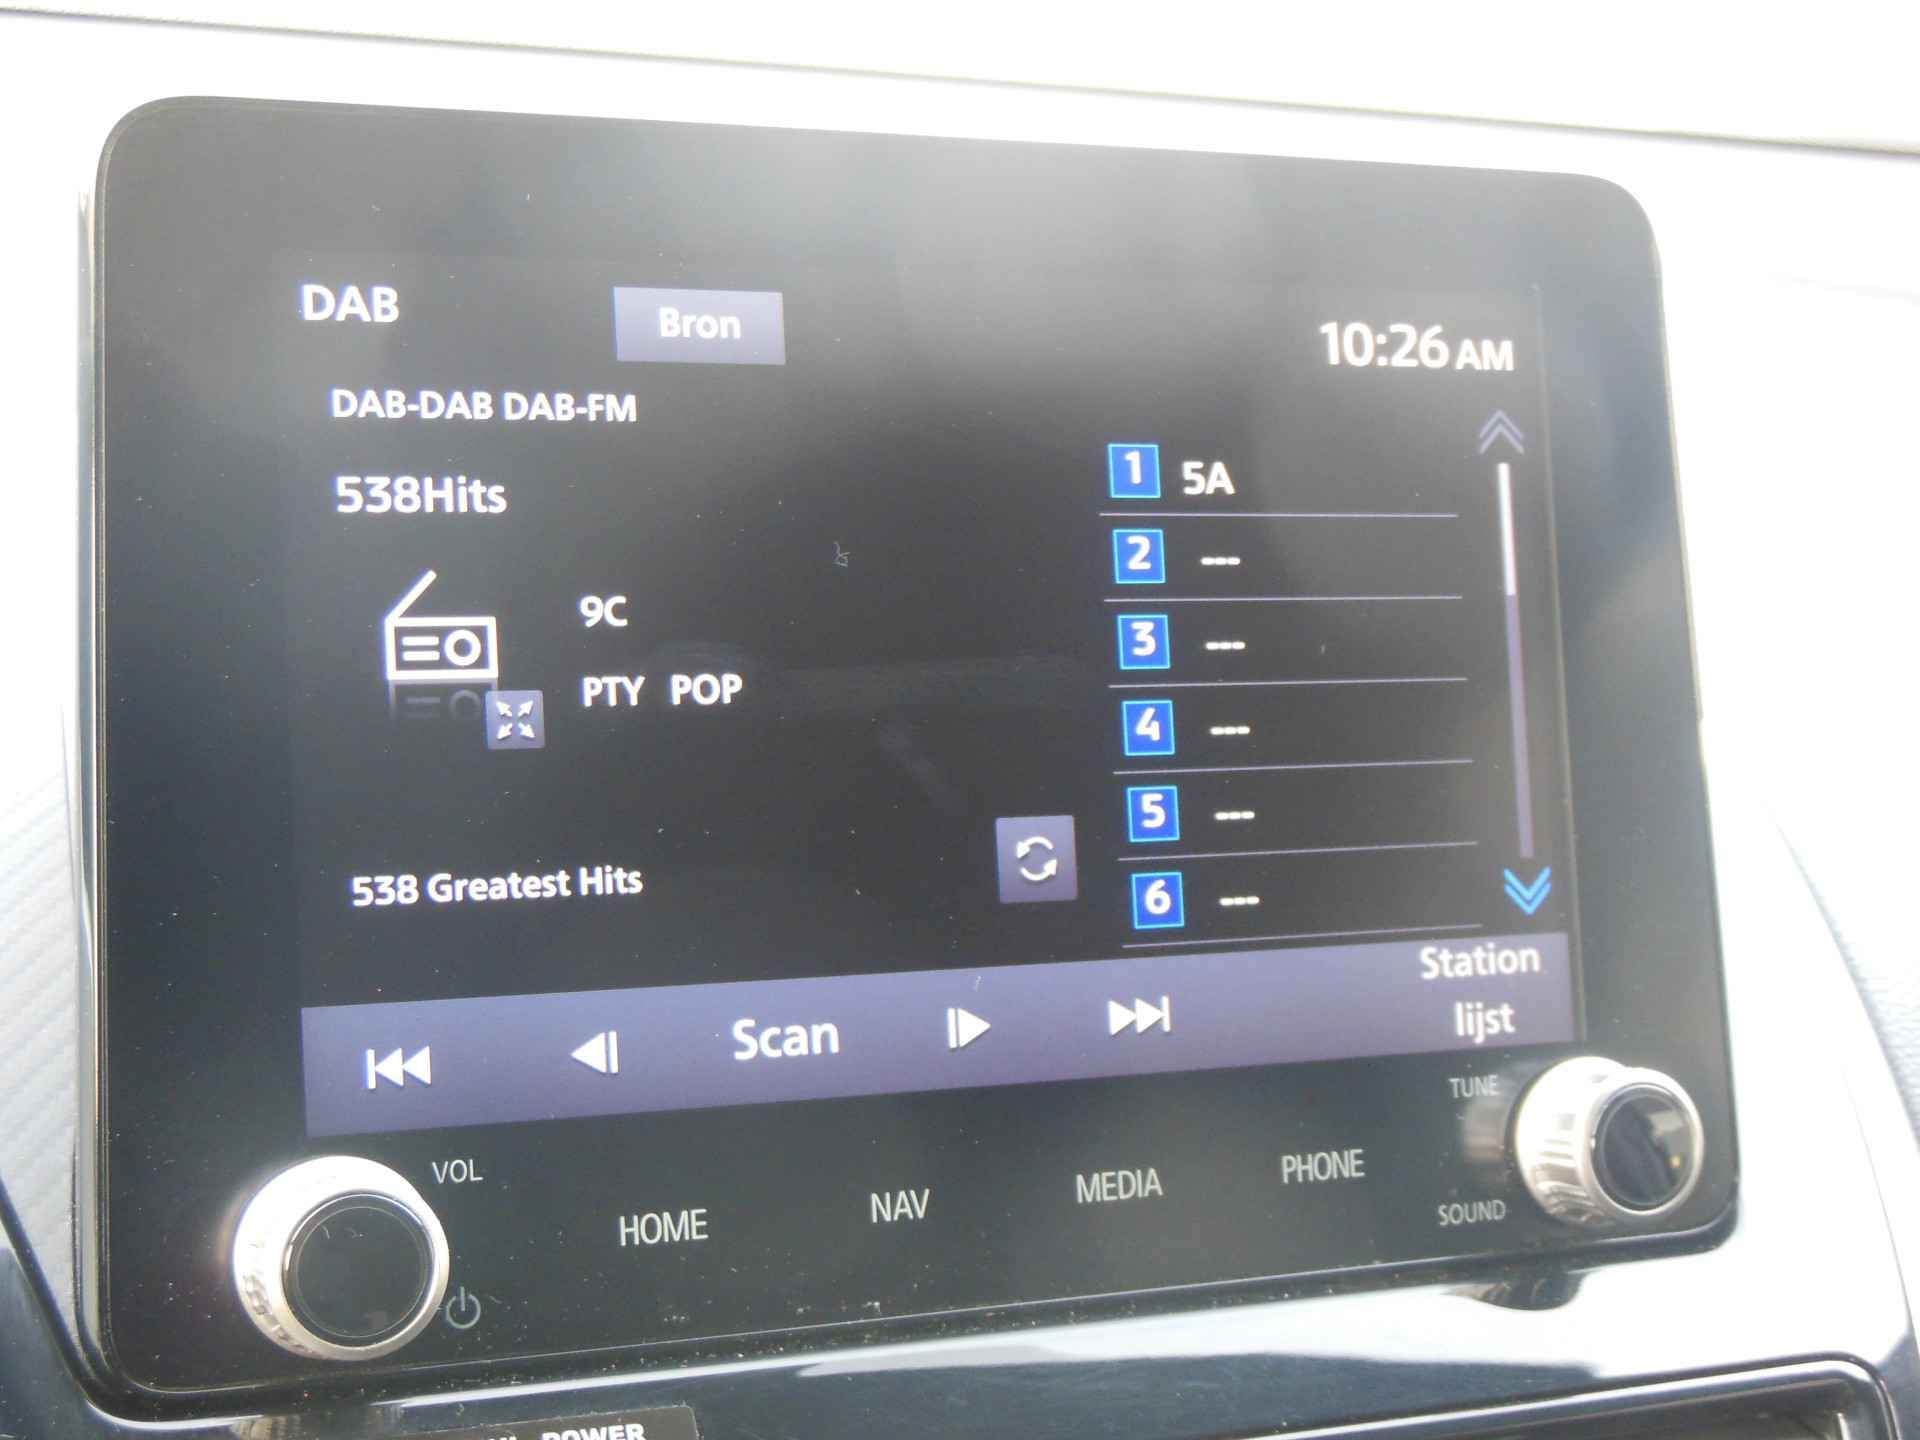 DAB
Bron
10:26 AM
DAB-DAB DAB-FM
538Hits
9C
PTY POP
538 Greatest Hits
1 5A
2 ---
3 ---
4 ---
5 ---
6 ---
Scan
Station
lijst
VOL
HOME
NAV
MEDIA
PHONE
TUNE
SOUND
POWER